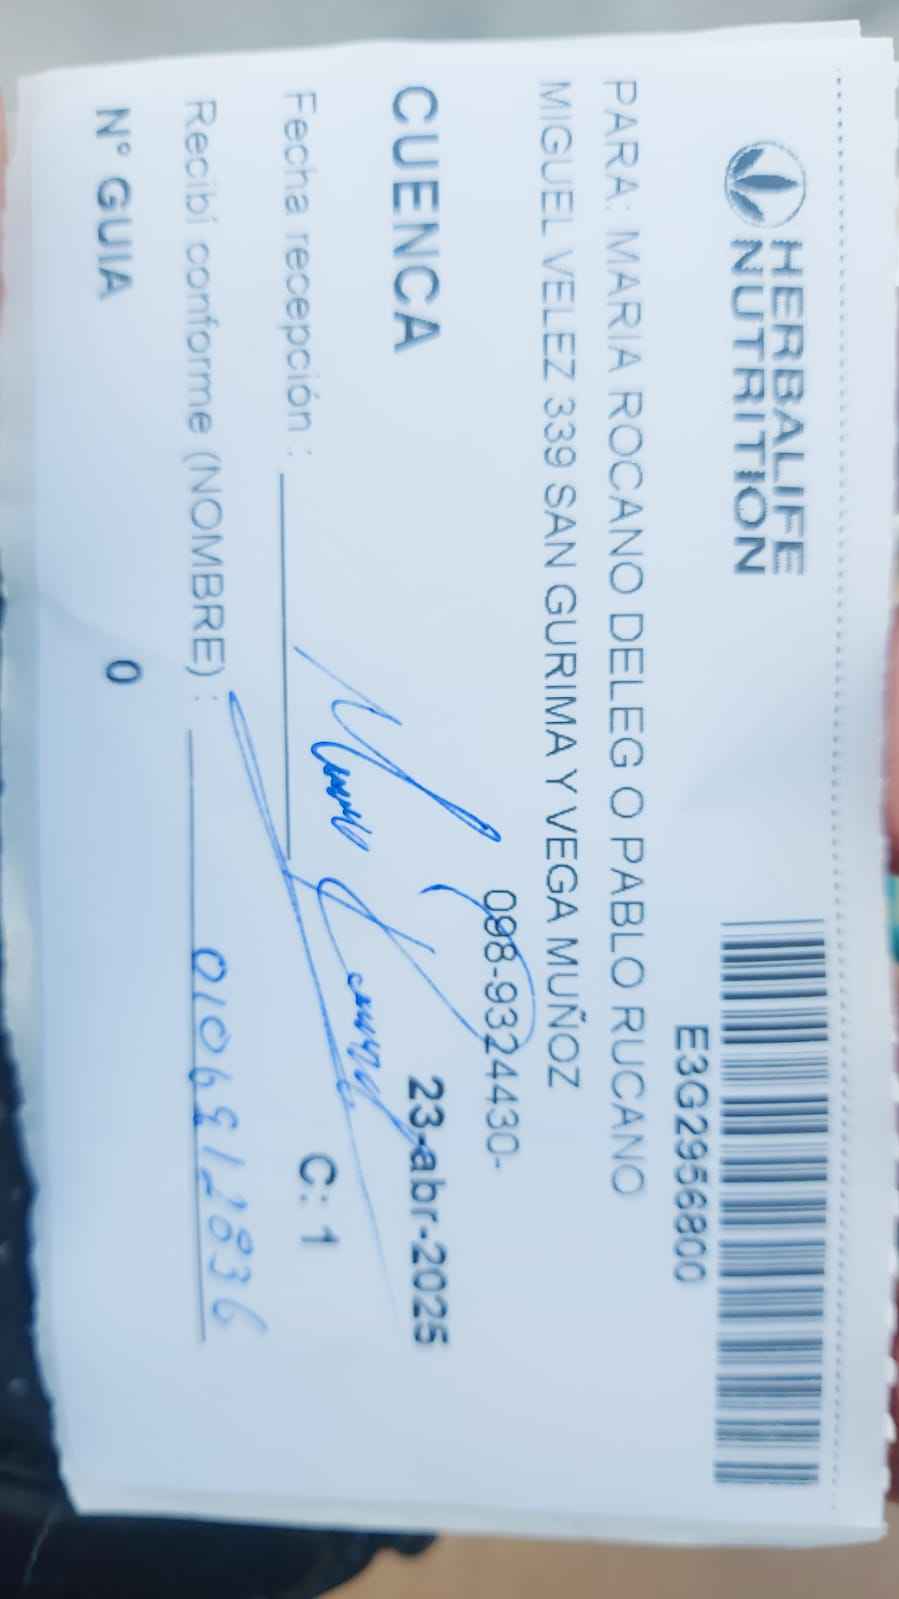 HERBALIFE
NUTRITION
E3G2956800
PARA: MARIA ROCANO DELEG O PABLO RUCANO
MIGUEL VELEZ 339 SAN GURIMA Y VEGA MUÑOZ
098-9324430-
CUENCA
23-abr-2025
Fecha recepción :
C: 1
Recibí conforme (NOMBRE) :
N° GUIA
0